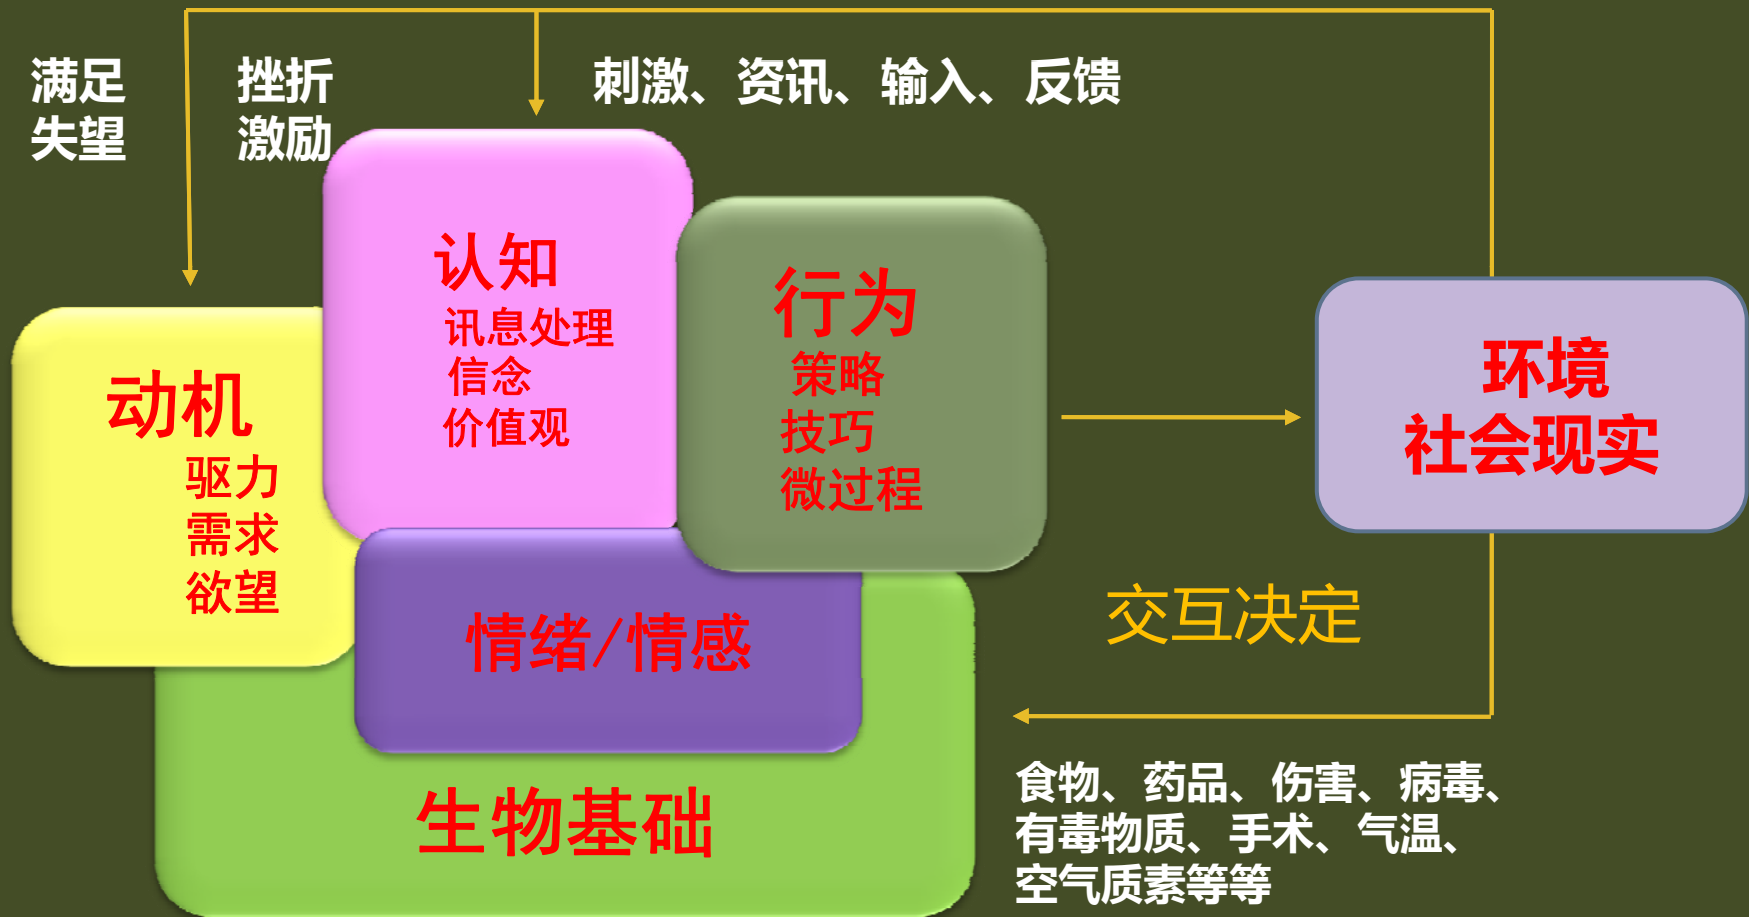 满足
失望
挫折
激励
刺激、资讯、输入、反馈
认知
讯息处理
信念
价值观
行为
策略
技巧
微过程
动机
驱力
需求
欲望
环境
社会现实
情绪/情感
交互决定
生物基础
食物、药品、伤害、病毒、
有毒物质、手术、气温、
空气质素等等